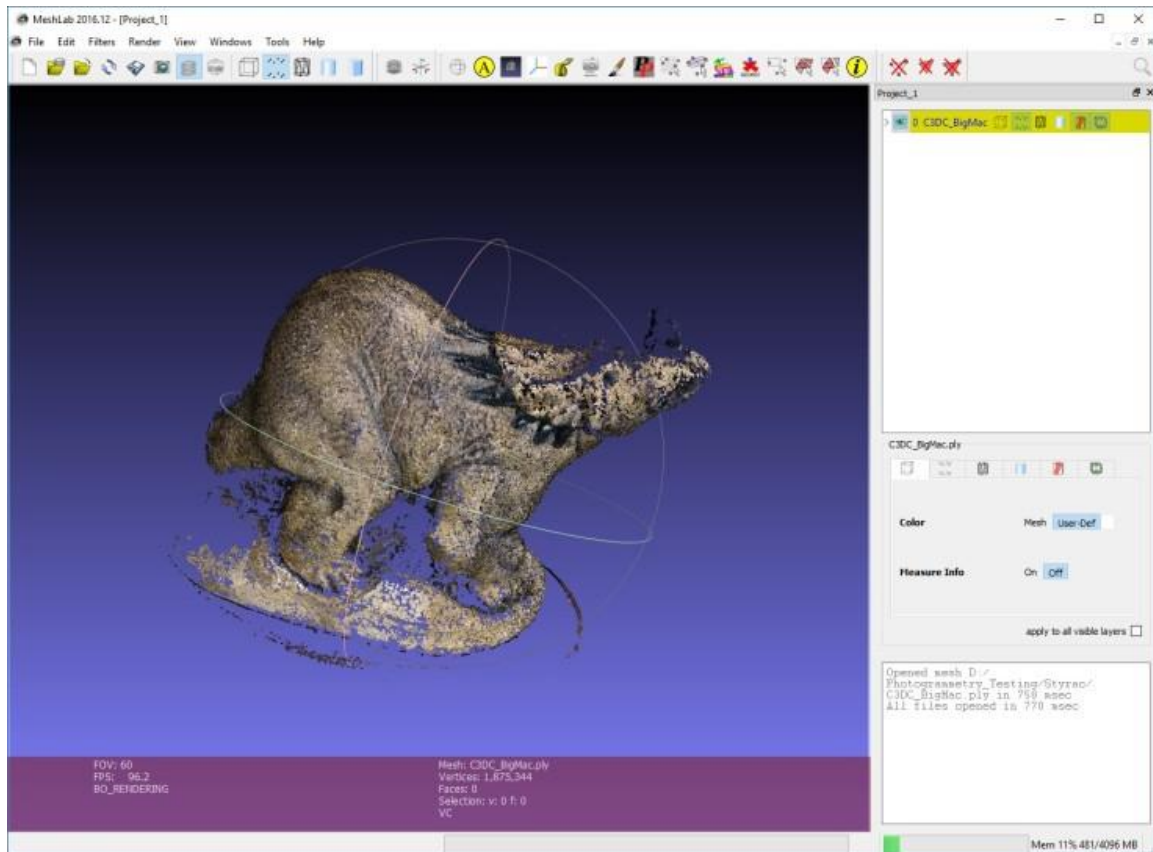 MeshLab 2016.12 - [Project_1]
File Edit Filters Render View Windows Tools Help
Project_1
0 C3DC_BigMac
C3DC_BigMac.ply
Color Mesh User-Def
Measure Info On Off
apply to all visible layers
Opened mesh D:/
Photogrammetry_Testing/Styrac/
C3DC_BigMac.ply in 758 msec
All files opened in 770 msec
FOV: 60
FPS: 96.2
BO_RENDERING
Mesh: C3DC_BigMac.ply
Vertices: 1,875,344
Faces: 0
Selection: v: 0 f: 0
VC
Mem 11% 481/4096 MB